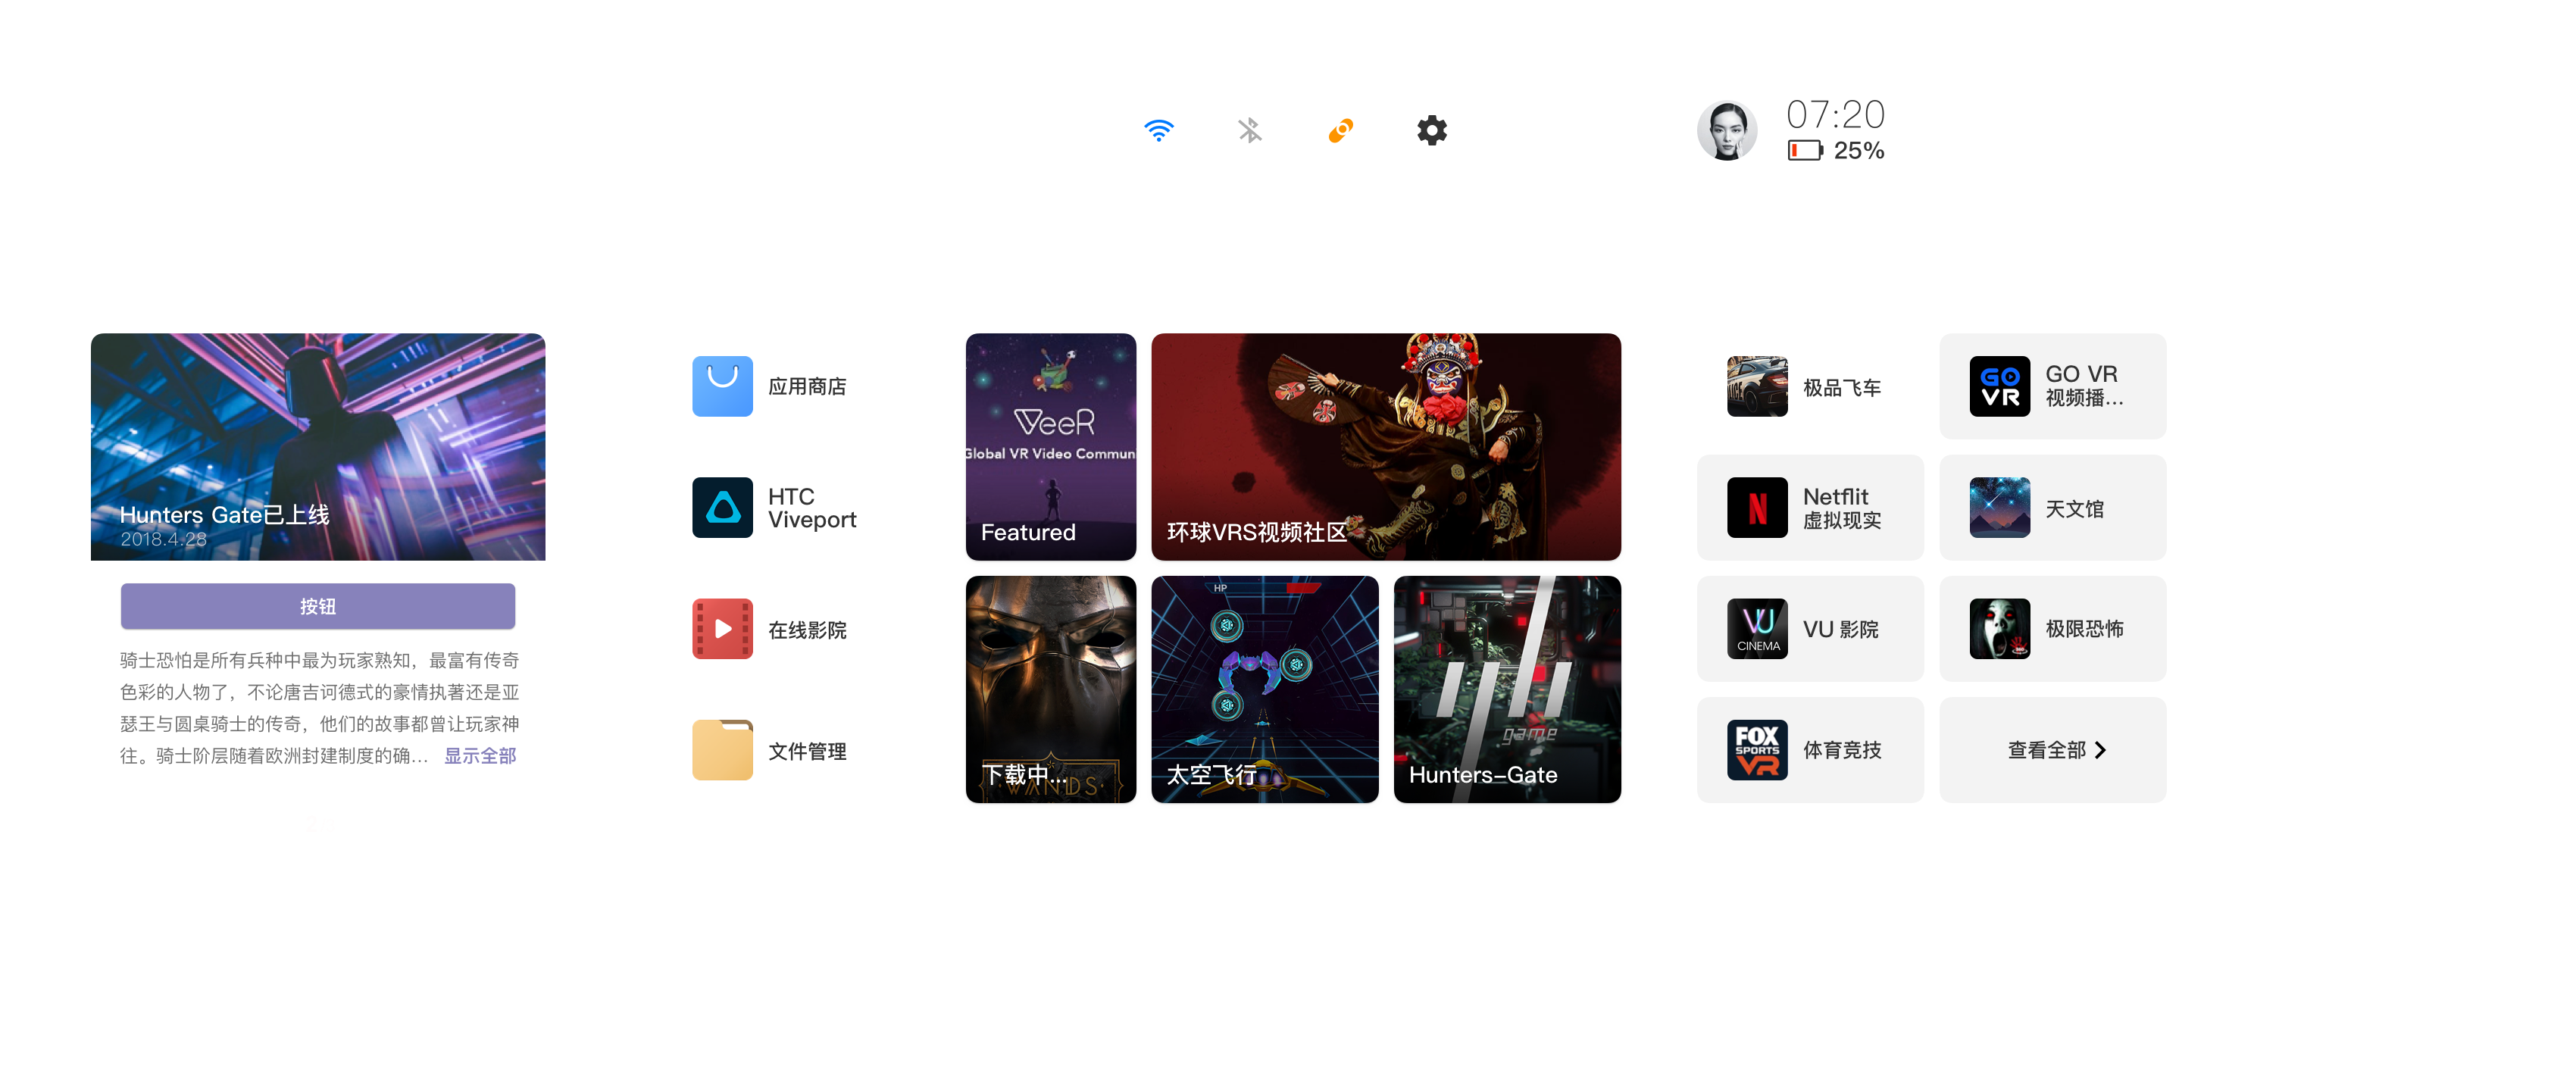 07:20
25%
Hunters Gate已上线
2018.4.28
按钮
骑士恐怕是所有兵种中最为玩家熟知，最富有传奇
色彩的人物了，不论唐吉诃德式的豪情执著还是亚
瑟王与圆桌骑士的传奇，他们的故事都曾让玩家神
往。骑士阶层随着欧洲封建制度的确... 显示全部
应用商店
HTC
Viveport
在线影院
文件管理
VeeR
Global VR Video Commun
Featured
环球VRS视频社区
下载中...
WANDS
HP
太空飞行
game
Hunters-Gate
极品飞车
GO
VR
GO VR
视频播...
N
Netflit
虚拟现实
天文馆
VU
CINEMA
VU 影院
极限恐怖
FOX
SPORTS
VR
体育竞技
查看全部